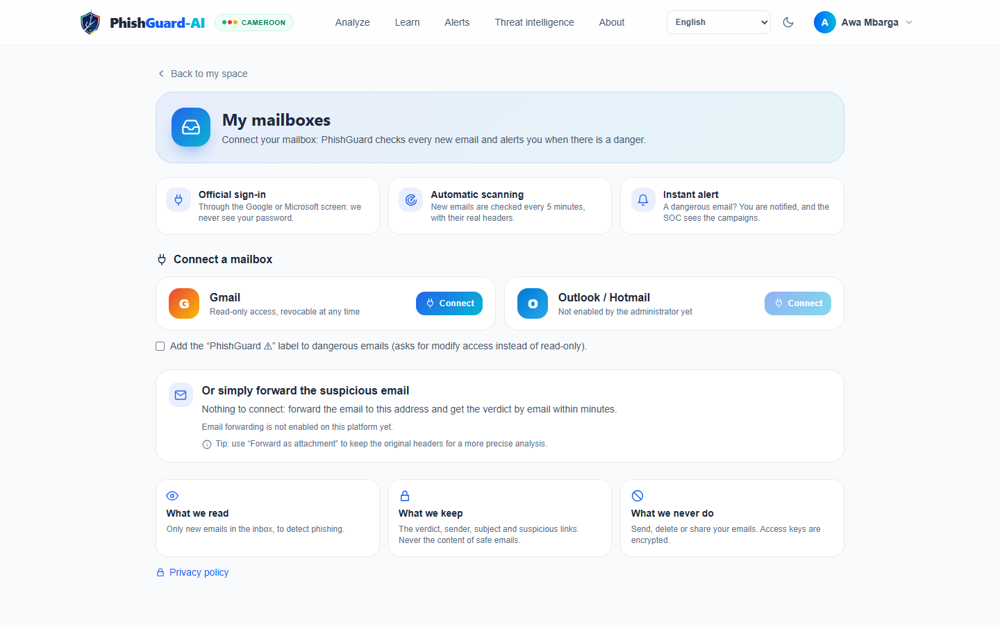 PhishGuard-AI
CAMEROON
Analyze
Learn
Alerts
Threat intelligence
About
English
A
Awa Mbarga
Back to my space
My mailboxes
Connect your mailbox: PhishGuard checks every new email and alerts you when there is a danger.
Official sign-in
Through the Google or Microsoft screen: we
never see your password.
Automatic scanning
New emails are checked every 5 minutes,
with their real headers.
Instant alert
A dangerous email? You are notified, and the
SOC sees the campaigns.
Connect a mailbox
G
Gmail
Read-only access, revocable at any time
Connect
O
Outlook / Hotmail
Not enabled by the administrator yet
Connect
Add the “PhishGuard ⚠” label to dangerous emails (asks for modify access instead of read-only).
Or simply forward the suspicious email
Nothing to connect: forward the email to this address and get the verdict by email within minutes.
Email forwarding is not enabled on this platform yet.
Tip: use “Forward as attachment” to keep the original headers for a more precise analysis.
What we read
Only new emails in the inbox, to detect phishing.
What we keep
The verdict, sender, subject and suspicious links.
Never the content of safe emails.
What we never do
Send, delete or share your emails. Access keys are
encrypted.
Privacy policy